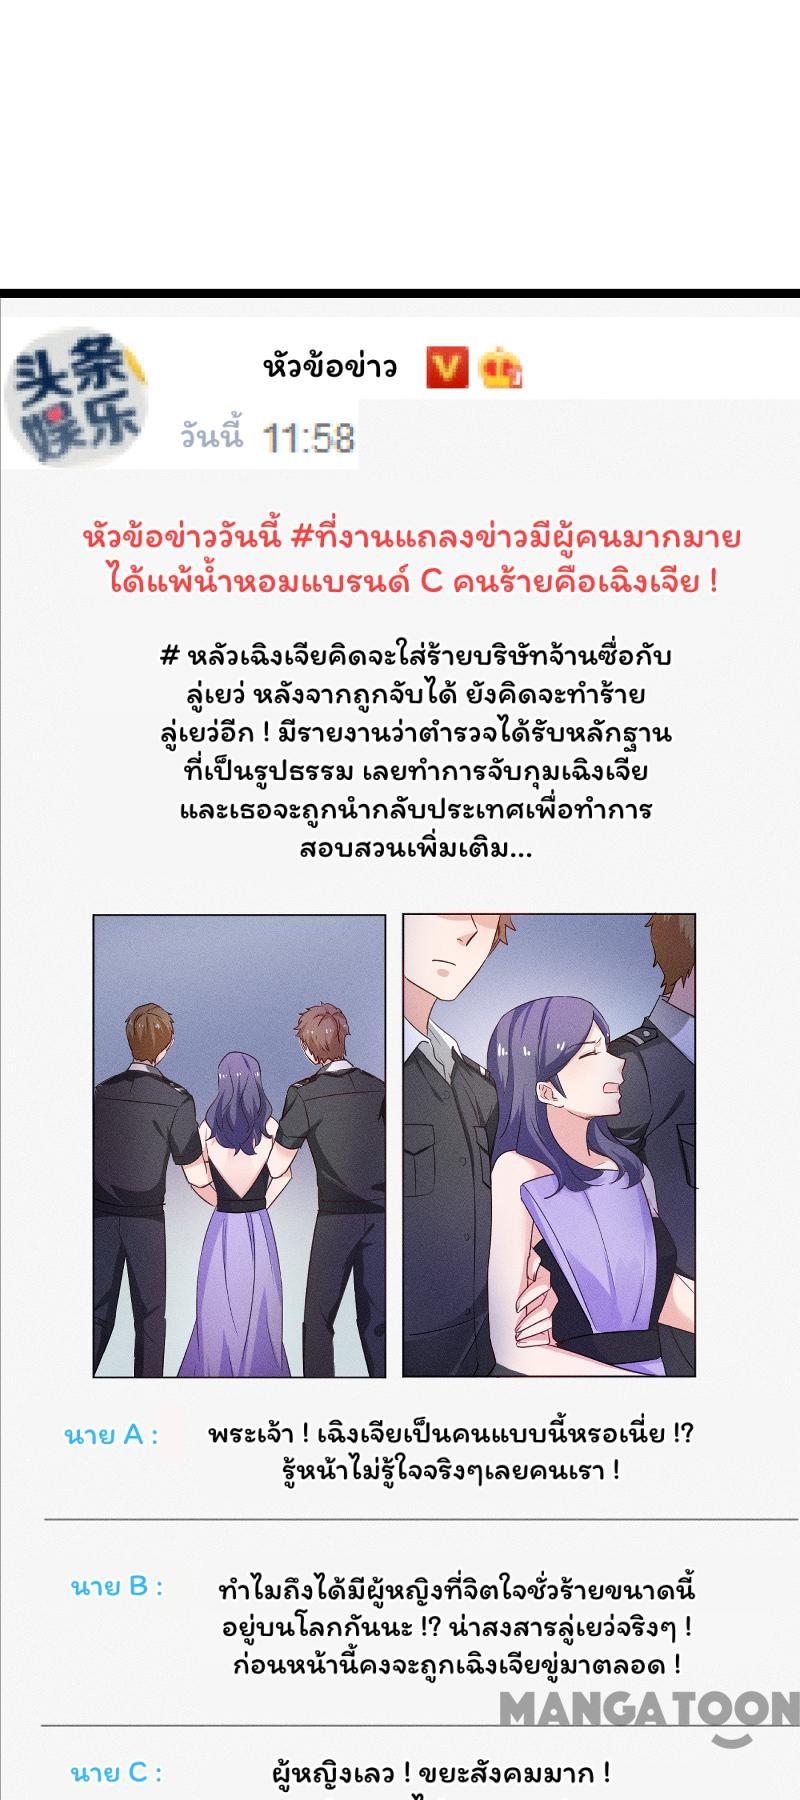 头条
娱乐
หัวข้อข่าว V
วันนี้ 11:58
หัวข้อข่าววันนี้ #ที่งานแถลงข่าวมีผู้คนมากมาย
ได้แพ้น้ำหอมแบรนด์ C คนร้ายคือเฉิงเจีย !
# หลัวเฉิงเจียคิดจะใส่ร้ายบริษัทจ้านซื่อกับ
ลู่เยว่ หลังจากถูกจับได้ ยังคิดจะทำร้าย
ลู่เยว่อีก ! มีรายงานว่าตำรวจได้รับหลักฐาน
ที่เป็นรูปธรรม เลยทำการจับกุมเฉิงเจีย
และเธอจะถูกนำกลับประเทศเพื่อทำการ
สอบสวนเพิ่มเติม...
นาย A : พระเจ้า ! เฉิงเจียเป็นคนแบบนี้หรอเนี่ย !?
รู้หน้าไม่รู้ใจจริงๆเลยคนเรา !
นาย B : ทำไมถึงได้มีผู้หญิงที่จิตใจชั่วร้ายขนาดนี้
อยู่บนโลกกันนะ !? น่าสงสารลู่เยว่จริงๆ !
ก่อนหน้านี้คงจะถูกเฉิงเจียขู่มาตลอด !
MANGATOON
นาย C : ผู้หญิงเลว ! ขยะสังคมมาก !